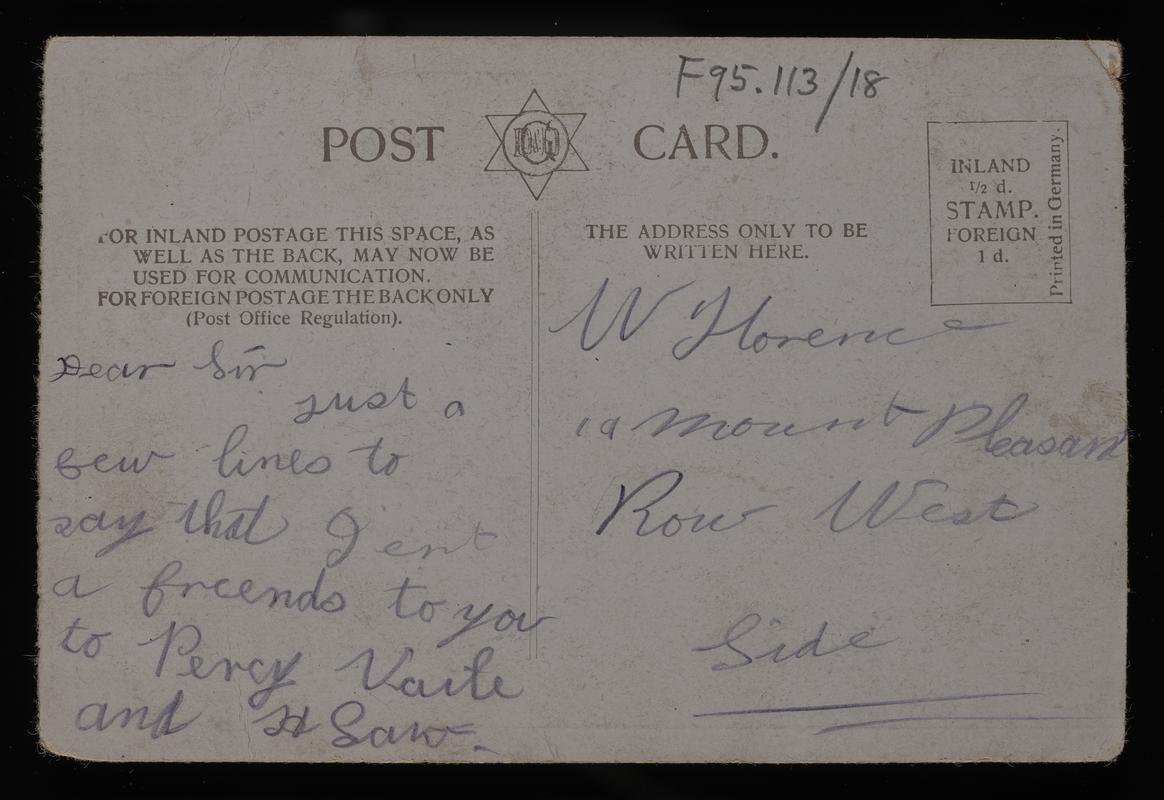 F95.113/18
POST CARD.
FOR INLAND POSTAGE THIS SPACE, AS
WELL AS THE BACK, MAY NOW BE
USED FOR COMMUNICATION.
FOR FOREIGN POSTAGE THE BACK ONLY
(Post Office Regulation).
THE ADDRESS ONLY TO BE
WRITTEN HERE.
INLAND
1/2 d.
STAMP.
FOREIGN
1 d.
Printed in Germany.
Dear Sir
just a
few lines to
say that I ent
a freends to you
to Percy Vaile
and H Saw.
W Florence
19 Mount Pleasant
Row West
Side